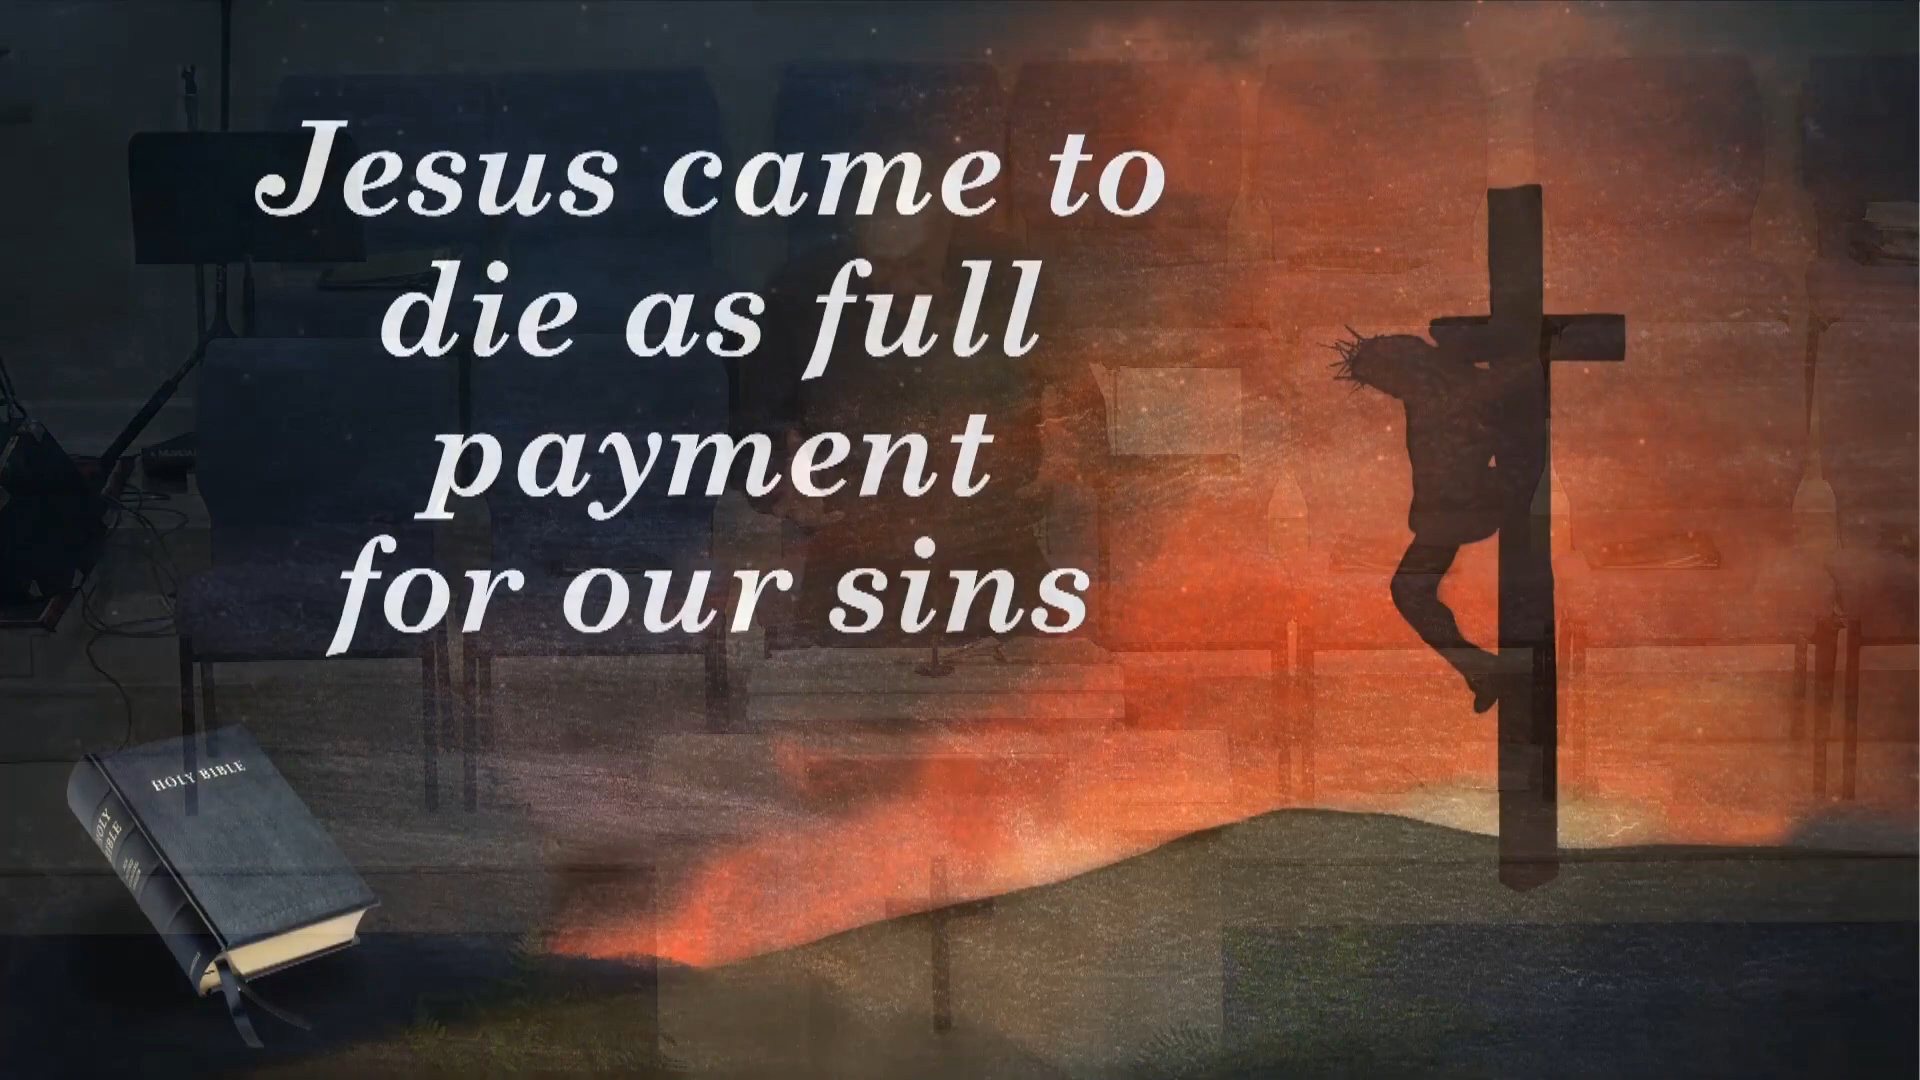 Jesus came to
die as full
payment
for our sins
HOLY BIBLE
HOLY
BIBLE